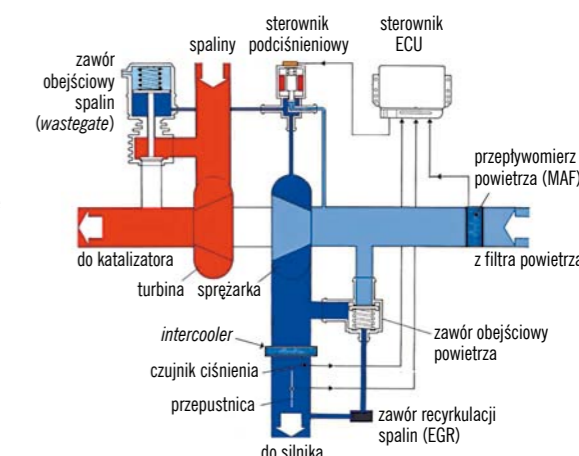 spaliny
sterownik
podciśnieniowy
sterownik
ECU
zawór
obejściowy
spalin
(wastegate)
przepływomierz
powietrza (MAF)
do katalizatora
z filtra powietrza
turbina
sprężarka
intercooler
zawór obejściowy
powietrza
czujnik ciśnienia
przepustnica
zawór recyrkulacji
spalin (EGR)
do silnika